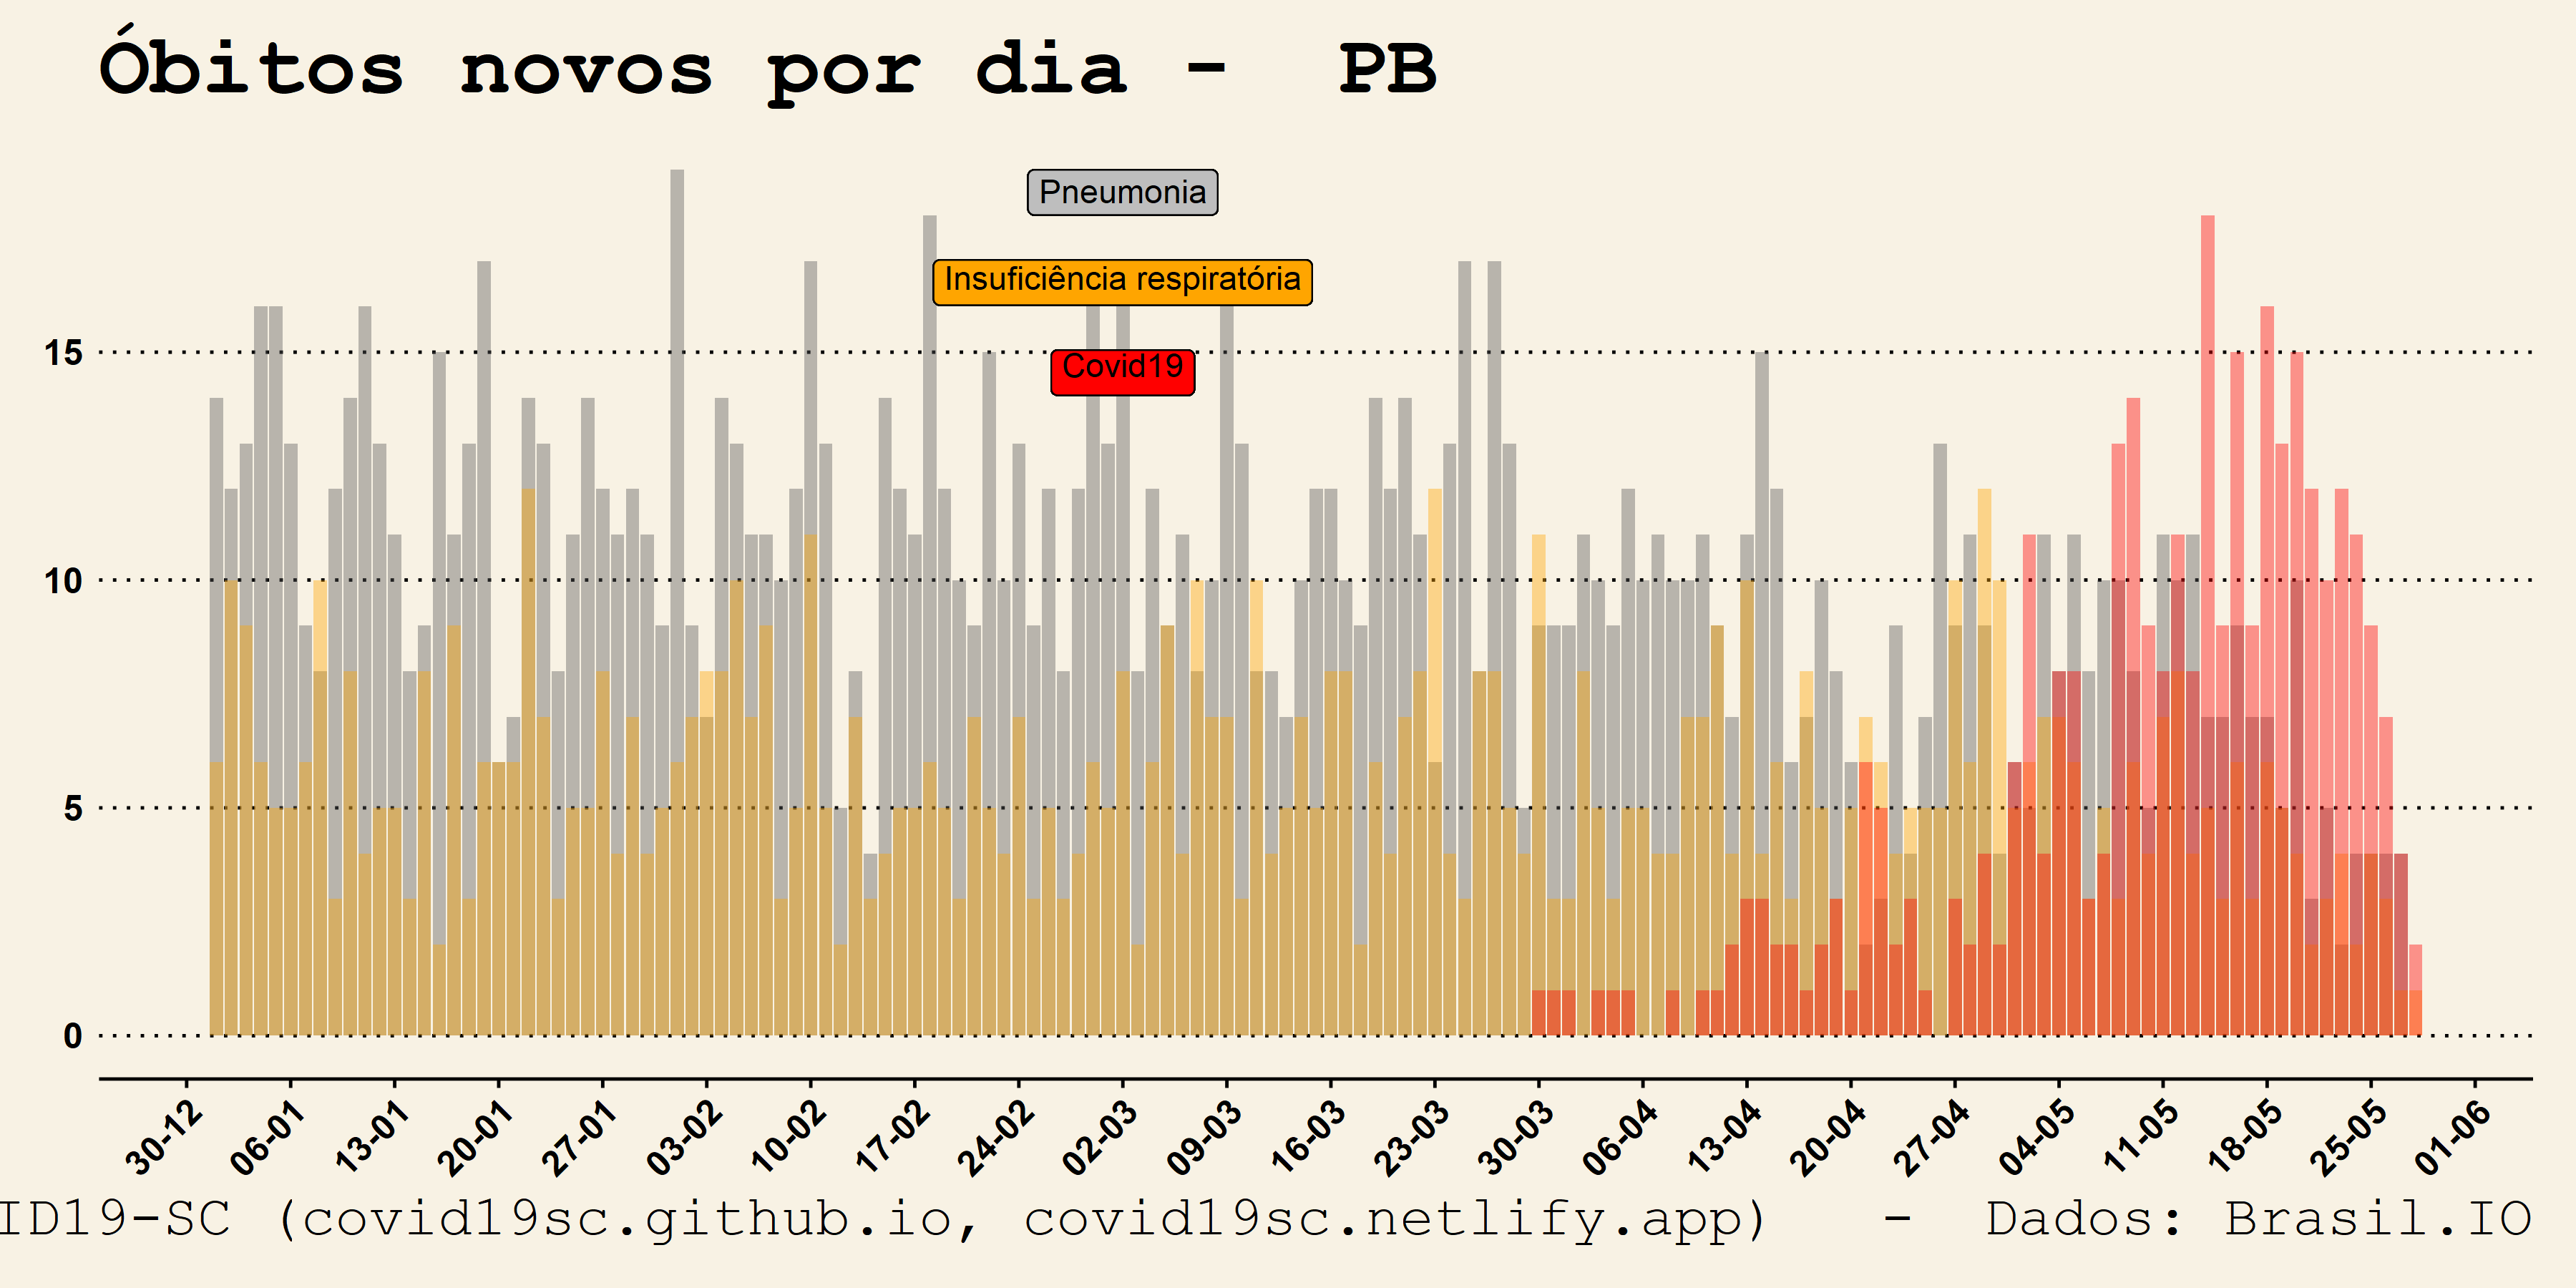 Óbitos novos por dia - PB
Pneumonia
Insuficiência respiratória
Covid19
15
10
5
0
30-12 06-01 13-01 20-01 27-01 03-02 10-02 17-02 24-02 02-03 09-03 16-03 23-03 30-03 06-04 13-04 20-04 27-04 04-05 11-05 18-05 25-05 01-06
ID19-SC (covid19sc.github.io, covid19sc.netlify.app) - Dados: Brasil.IO